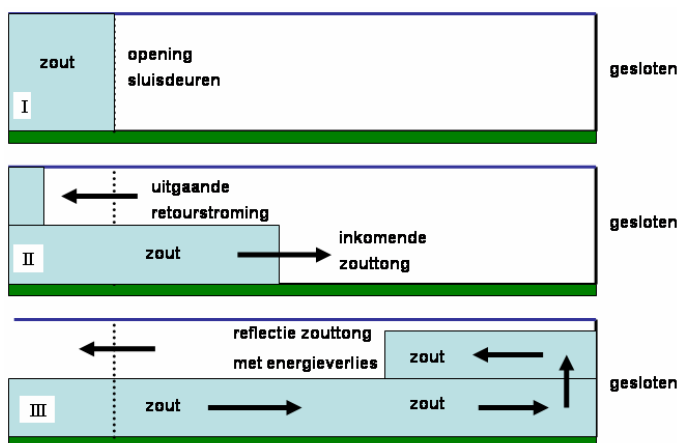 zout
opening
sluisdeuren
gesloten
I
uitgaande
retourstroming
zout
inkomende
zouttong
gesloten
II
reflectie zouttong
met energieverlies
zout
gesloten
III
zout
zout